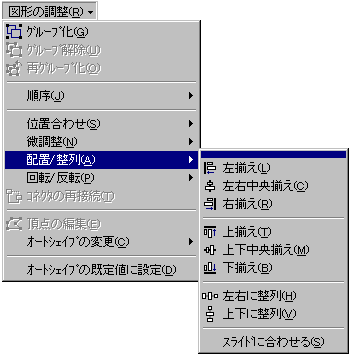 図形の調整(R)
グループ化(G)
グループ解除(U)
再グループ化(O)
順序(J)
位置合わせ(S)
微調整(N)
配置/整列(A)
回転/反転(P)
コネクタの再接続(T)
頂点の編集(E)
オートシェイプの変更(C)
オートシェイプの既定値に設定(D)
左揃え(L)
左右中央揃え(C)
右揃え(R)
上揃え(T)
上下中央揃え(M)
下揃え(B)
左右に整列(H)
上下に整列(V)
スライドに合わせる(S)